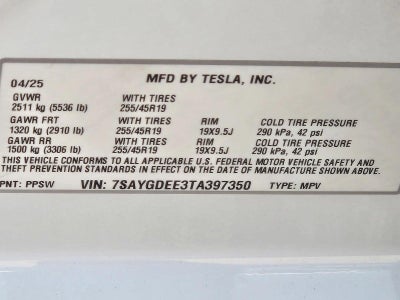 04/25 MFD BY TESLA, INC.
GVWR WITH TIRES
2511 kg (5536 lb) 255/45R19
GAWR FRT WITH TIRES RIM COLD TIRE PRESSURE
1320 kg (2910 lb) 255/45R19 19X9.5J 290 kPa, 42 psi
GAWR RR WITH TIRES RIM COLD TIRE PRESSURE
1500 kg (3306 lb) 255/45R19 19X9.5J 290 kPa, 42 psi
THIS VEHICLE CONFORMS TO ALL APPLICABLE U.S. FEDERAL MOTOR VEHICLE SAFETY AND
THEFT PREVENTION STANDARDS IN EFFECT ON THE DATE OF MANUFACTURE SHOWN ABOVE.
PNT: PPSW VIN: 7SAYGDEE3TA397350 TYPE: MPV